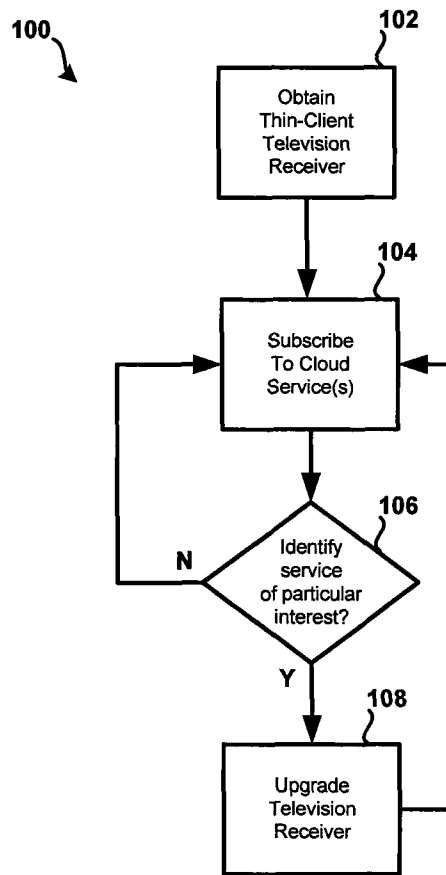 100
102
Obtain
Thin-Client
Television
Receiver
104
Subscribe
To Cloud
Service(s)
106
Identify
service
of particular
interest?
N
Y
108
Upgrade
Television
Receiver